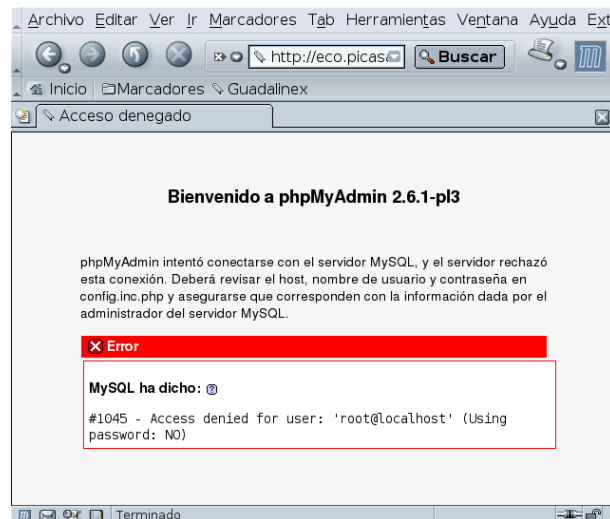 Archivo Editar Ver Ir Marcadores Tab Herramientas Ventana Ayuda Ext
http://eco.picas Buscar
Inicio Marcadores Guadalinex
Acceso denegado
Bienvenido a phpMyAdmin 2.6.1-pl3
phpMyAdmin intentó conectarse con el servidor MySQL, y el servidor rechazó
esta conexión. Deberá revisar el host, nombre de usuario y contraseña en
config.inc.php y asegurarse que corresponden con la información dada por el
administrador del servidor MySQL.
Error
MySQL ha dicho:
#1045 - Access denied for user: 'root@localhost' (Using
password: NO)
Terminado